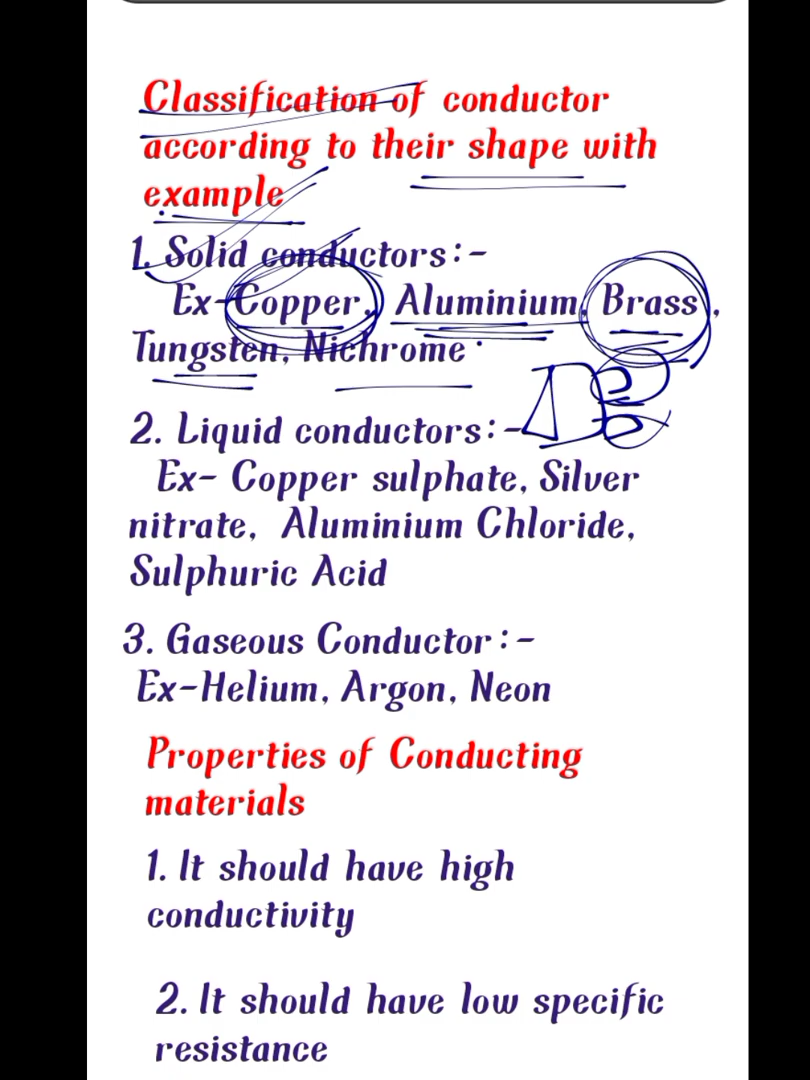 Classification of conductor
according to their shape with
example
1. Solid conductors:-
Ex-Copper, Aluminium, Brass,
Tungsten, Nichrome
2. Liquid conductors:-
Ex- Copper sulphate, Silver
nitrate, Aluminium Chloride,
Sulphuric Acid
3. Gaseous Conductor:-
Ex-Helium, Argon, Neon
Properties of Conducting
materials
1. It should have high
conductivity
2. It should have low specific
resistance